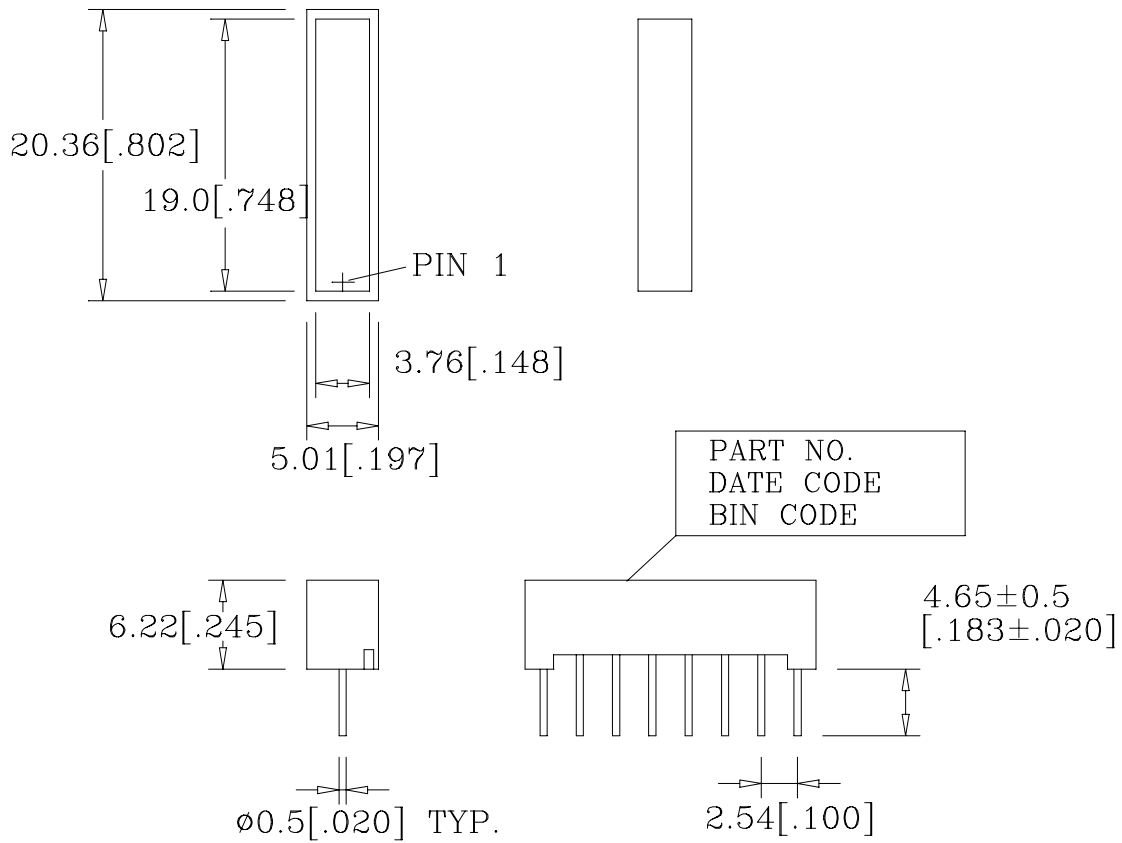 20.36[.802]
19.0[.748]
PIN 1
3.76[.148]
5.01[.197]
PART NO.
DATE CODE
BIN CODE
6.22[.245]
4.65±0.5
[.183±.020]
ø0.5[.020] TYP.
2.54[.100]